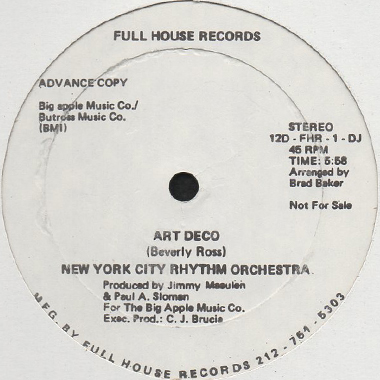 FULL HOUSE RECORDS
ADVANCE COPY
Big apple Music Co./
Butross Music Co.
(BMI)
STEREO
12D - FHR - 1 - DJ
45 RPM
TIME: 5:58
Arranged by
Brad Baker
Not For Sale
ART DECO
(Beverly Ross)
NEW YORK CITY RHYTHM ORCHESTRA.
Produced by Jimmy Maeulen
& Paul A. Sloman
For The Big Apple Music Co.
Exec. Prod.: C. J. Brucia
MFG. BY FULL HOUSE RECORDS 212 - 751 - 5303